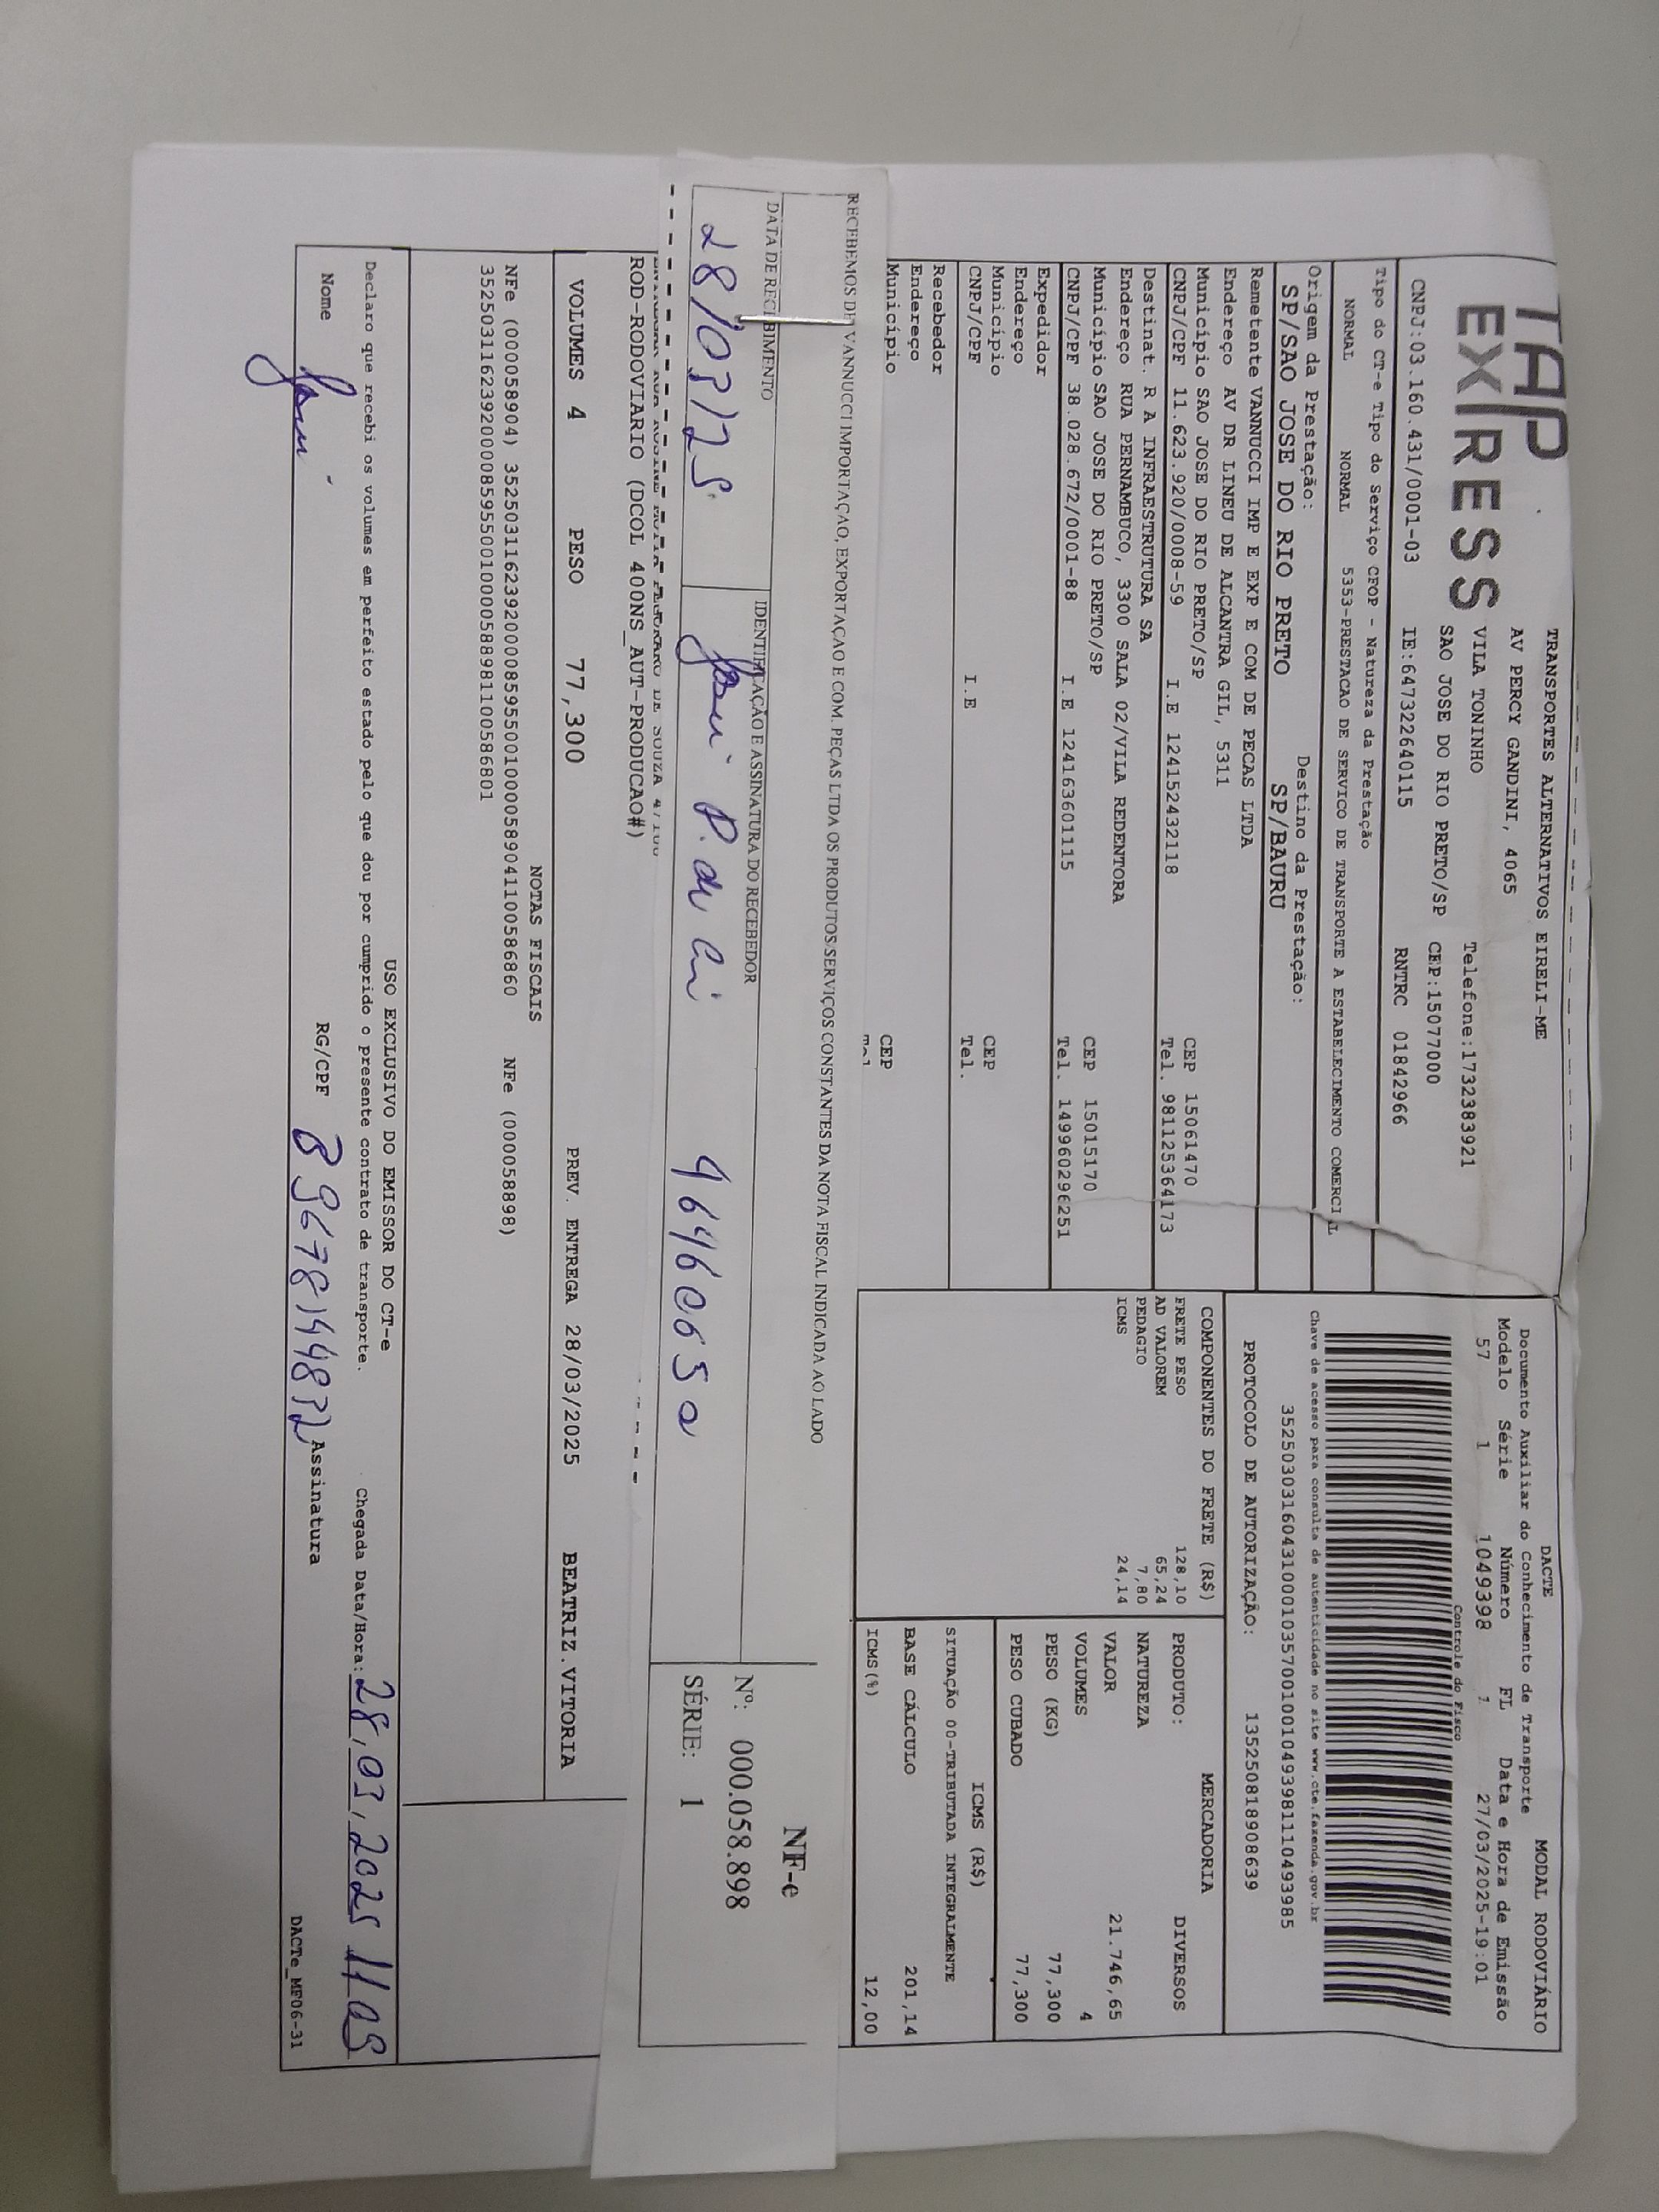 TAP
EXPRESS
TRANSPORTES ALTERNATIVOS EIRELI-ME
AV PERCY GANDINI, 4065
VILA TONINHO Telefone:1732383921
SAO JOSE DO RIO PRETO/SP CEP:15077000
CNPJ:03.160.431/0001-03 IE:647322640115 RNTRC 01842966
DACTE MODAL RODOVIÁRIO
Documento Auxiliar do Conhecimento de Transporte
Modelo Série Número FL Data e Hora de Emissão
57 1 1049398 1 27/03/2025-19:01
Controle do Fisco
Tipo do CT-e Tipo do Serviço CFOP - Natureza da Prestação
NORMAL NORMAL 5353-PRESTACAO DE SERVICO DE TRANSPORTE A ESTABELECIMENTO COMERCIAL
Chave de acesso para consulta de autenticidade no site www.cte.fazenda.gov.br
35250303160431000103570010010493981110493985
Origem da Prestação: Destino da Prestação:
SP/SAO JOSE DO RIO PRETO SP/BAURU
PROTOCOLO DE AUTORIZAÇÃO: 135250818908639
Remetente VANNUCCI IMP E EXP E COM DE PECAS LTDA
Endereço AV DR LINEU DE ALCANTRA GIL, 5311
Município SAO JOSE DO RIO PRETO/SP CEP 15061470
CNPJ/CPF 11.623.920/0008-59 I.E 124152432118 Tel. 981125364173
Destinat. R A INFRAESTRUTURA SA
Endereço RUA PERNAMBUCO, 3300 SALA 02/VILA REDENTORA
Município SAO JOSE DO RIO PRETO/SP CEP 15015170
CNPJ/CPF 38.028.672/0001-88 I.E 124163601115 Tel. 149960296251
Expedidor
Endereço
Município CEP
CNPJ/CPF I.E Tel.
Recebedor
Endereço
Município CEP
Tel
COMPONENTES DO FRETE (R$)
FRETE PESO 128,10
AD VALOREM 65,24
PEDAGIO 7,80
ICMS 24,14
MERCADORIA
PRODUTO: DIVERSOS
NATUREZA
VALOR 21.746,65
VOLUMES 4
PESO (KG) 77,300
PESO CUBADO 77,300
ICMS (R$)
SITUAÇÃO 00-TRIBUTADA INTEGRALMENTE
BASE CÁLCULO 201,14
ICMS(%) 12,00
RECEBEMOS DE VANNUCCI IMPORTAÇAO, EXPORTAÇAO E COM. PEÇAS LTDA OS PRODUTOS/SERVIÇOS CONSTANTES DA NOTA FISCAL INDICADA AO LADO
DATA DE RECEBIMENTO IDENTIFICAÇÃO E ASSINATURA DO RECEBEDOR
28/03/25 46460650
NF-e
Nº: 000.058.898
SÉRIE: 1
ROD-RODOVIARIO (DCOL 400NS_AUT-PRODUCAO#)
VOLUMES 4 PESO 77,300 PREV. ENTREGA 28/03/2025 BEATRIZ.VITORIA
NOTAS FISCAIS
NFe (000058904) 35250311623920000859550010000589041100586860 NFe (000058898)
35250311623920000859550010000588981100586801
USO EXCLUSIVO DO EMISSOR DO CT-e
Declaro que recebi os volumes em perfeito estado pelo que dou por cumprido o presente contrato de transporte. Chegada Data/Hora: 28,03,2025 11:05
Nome RG/CPF Assinatura
DACTe_MF06-31